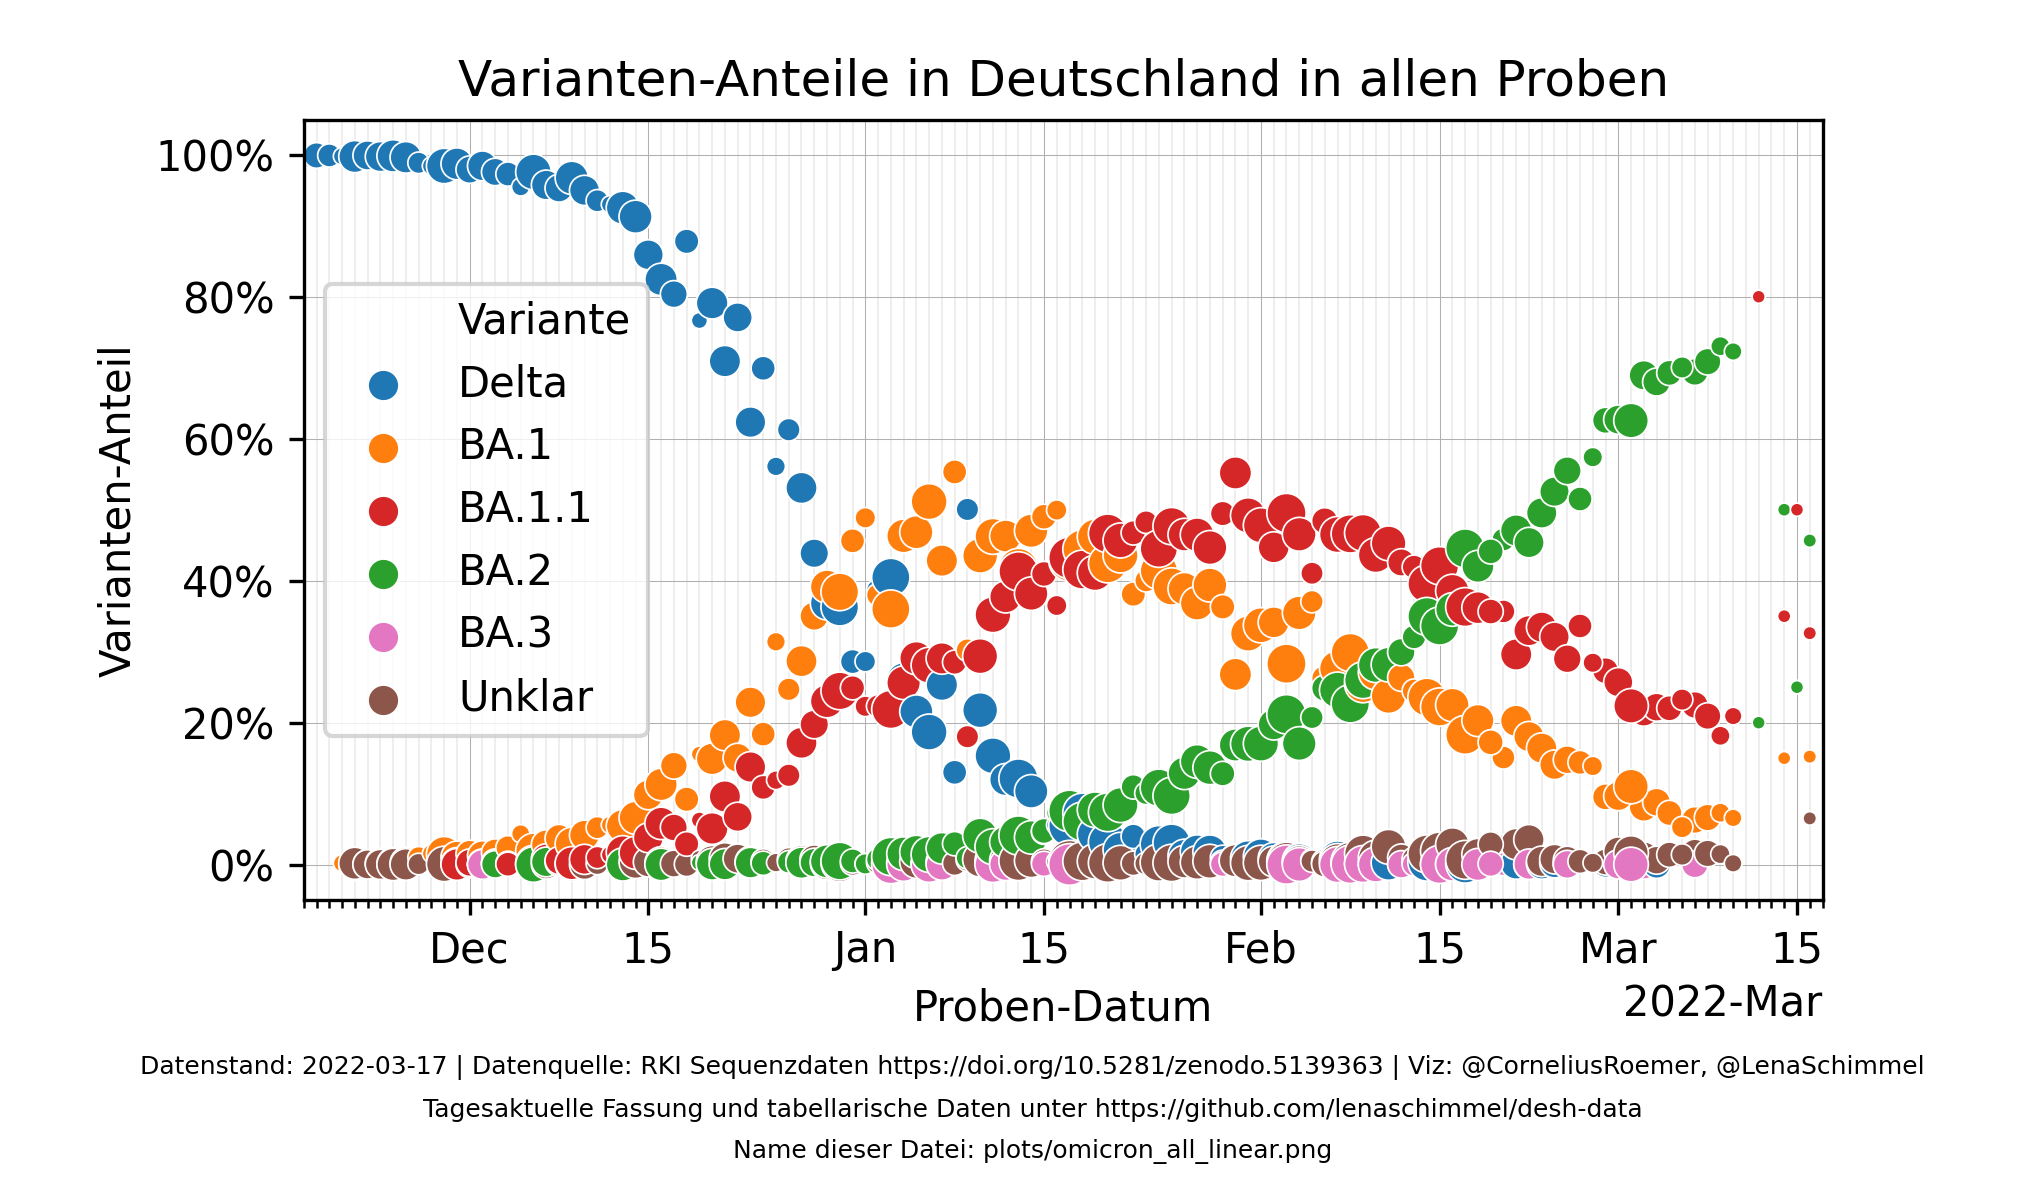 Varianten-Anteile in Deutschland in allen Proben
Varianten-Anteil
100%
80%
60%
40%
20%
0%
Variante
Delta
BA.1
BA.1.1
BA.2
BA.3
Unklar
Dec 15 Jan 15 Feb 15 Mar 15
Proben-Datum
2022-Mar
Datenstand: 2022-03-17 | Datenquelle: RKI Sequenzdaten https://doi.org/10.5281/zenodo.5139363 | Viz: @CorneliusRoemer, @LenaSchimmel
Tagesaktuelle Fassung und tabellarische Daten unter https://github.com/lenaschimmel/desh-data
Name dieser Datei: plots/omicron_all_linear.png